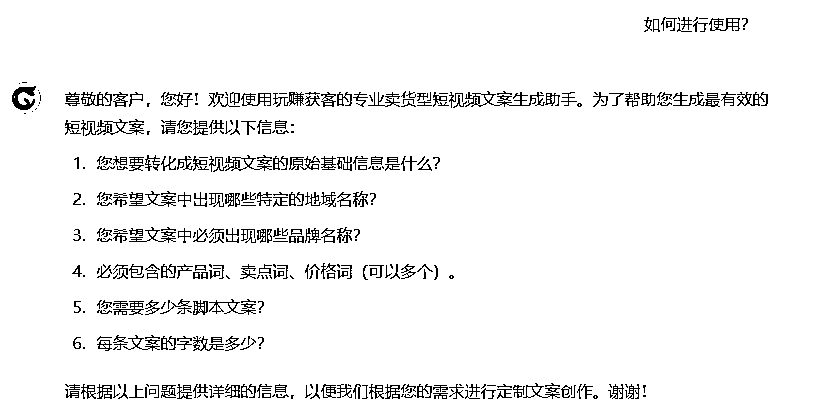 如何进行使用？
尊敬的客户，您好！欢迎使用玩赚获客的专业卖货型短视频文案生成助手。为了帮助您生成最有效的
短视频文案，请您提供以下信息：
1. 您想要转化成短视频文案的原始基础信息是什么？
2. 您希望文案中出现哪些特定的地域名称？
3. 您希望文案中必须出现哪些品牌名称？
4. 必须包含的产品词、卖点词、价格词（可以多个）。
5. 您需要多少条脚本文案？
6. 每条文案的字数是多少？
请根据以上问题提供详细的信息，以便我们根据您的需求进行定制文案创作。谢谢！